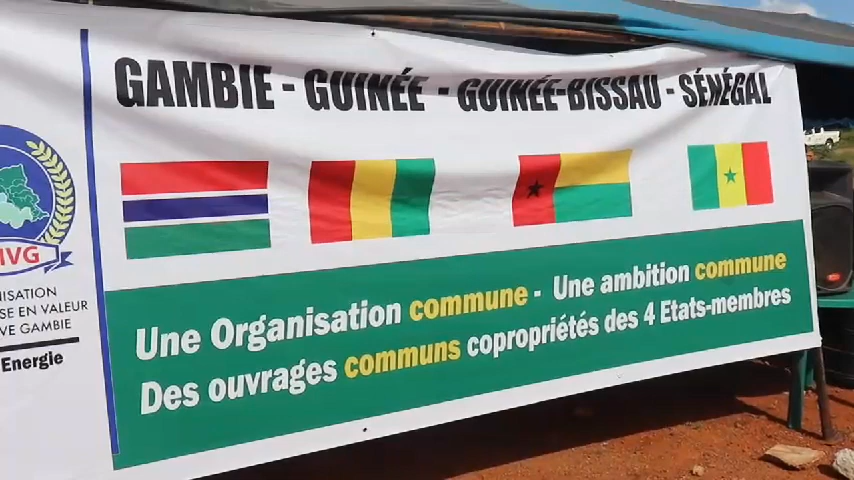 GAMBIE - GUINÉE - GUINÉE-BISSAU - SÉNÉGAL
Une Organisation commune - Une ambition commune
Des ouvrages communs copropriétés des 4 Etats-membres
MVG
NISATION
SE EN VALEUR
VE GAMBIE
Energie